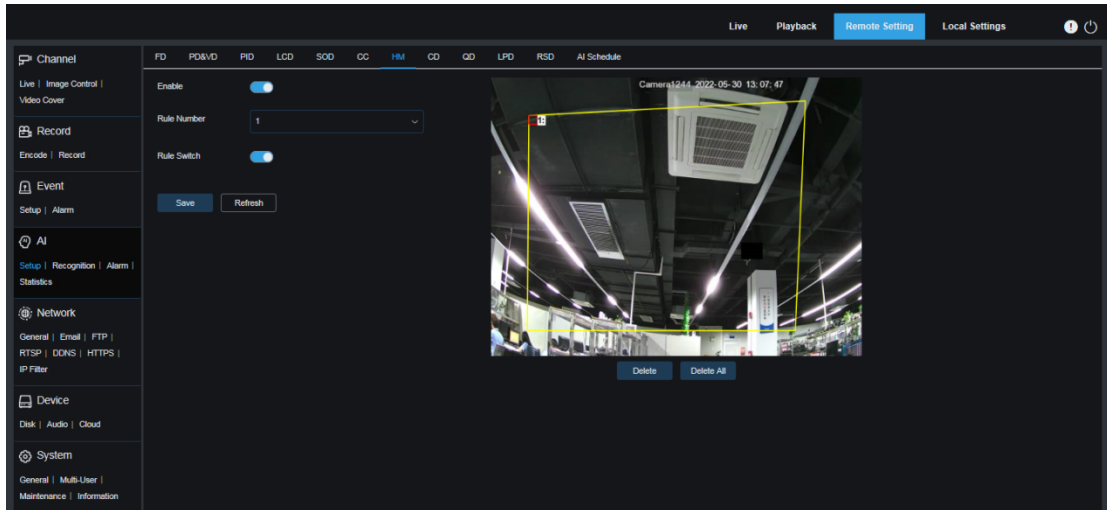 Live Playback Remote Setting Local Settings
Channel
Live | Image Control |
Video Cover
Record
Encode | Record
Event
Setup | Alarm
AI
Setup | Recognition | Alarm |
Statistics
Network
General | Email | FTP |
RTSP | DDNS | HTTPS |
IP Filter
Device
Disk | Audio | Cloud
System
General | Multi-User |
Maintenance | Information
FD PD&VD PID LCD SOD CC HM CD QD LPD RSD AI Schedule
Enable
Rule Number 1
Rule Switch
Save Refresh
Camera1244 2022-05-30 13:07:47
1:
Delete Delete All